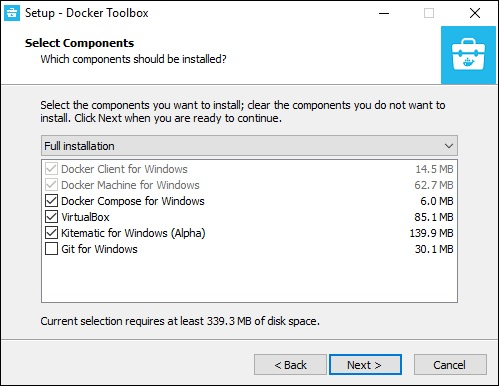 Setup - Docker Toolbox
Select Components
Which components should be installed?
Select the components you want to install; clear the components you do not want to
install. Click Next when you are ready to continue.
Full installation
Docker Client for Windows 14.5 MB
Docker Machine for Windows 62.7 MB
Docker Compose for Windows 6.0 MB
VirtualBox 85.1 MB
Kitematic for Windows (Alpha) 139.9 MB
Git for Windows 30.1 MB
Current selection requires at least 339.3 MB of disk space.
< Back Next > Cancel